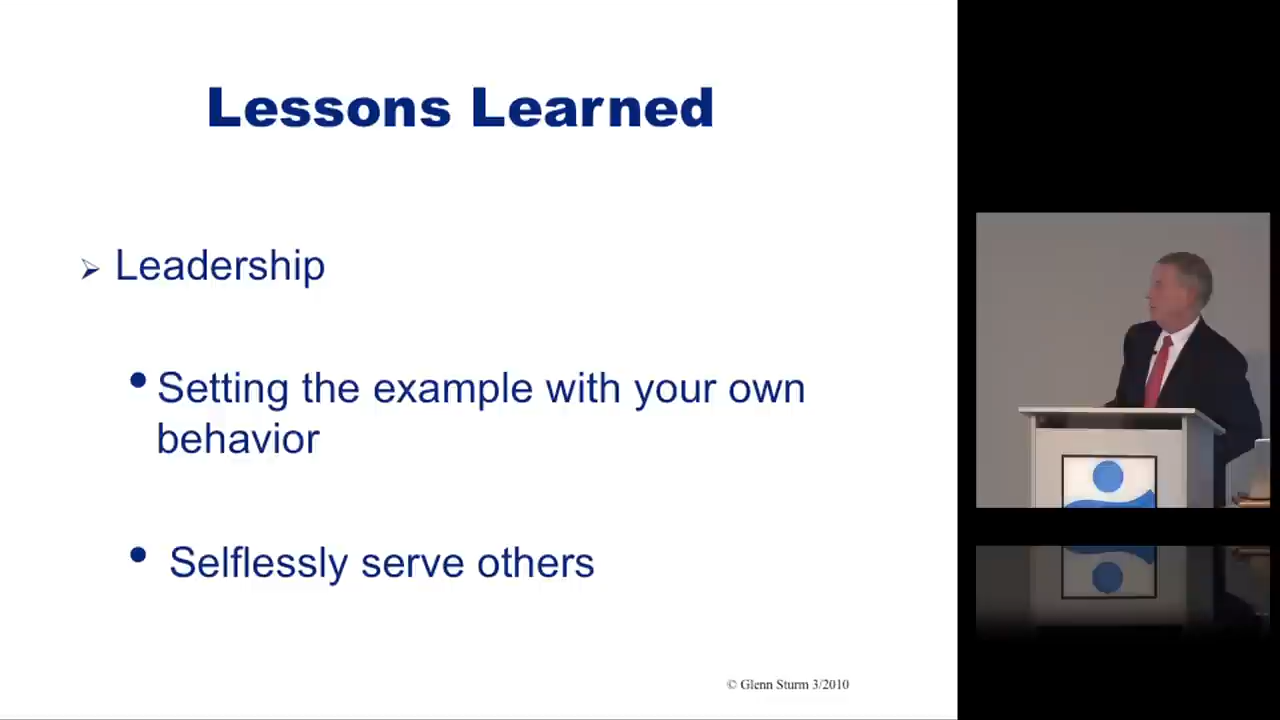 Lessons Learned
➢ Leadership
• Setting the example with your own
behavior
• Selflessly serve others
© Glenn Sturm 3/2010